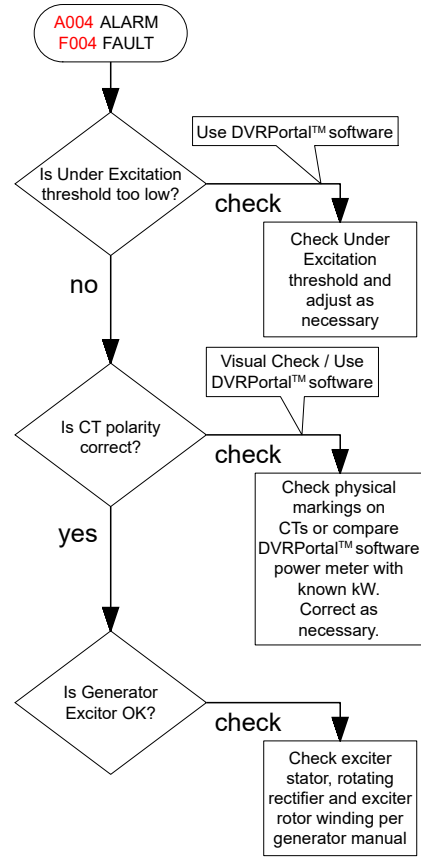 A004 ALARM
F004 FAULT
Use DVRPortal™ software
Is Under Excitation
threshold too low?
check
Check Under
Excitation
threshold and
adjust as
necessary
no
Visual Check / Use
DVRPortal™ software
Is CT polarity
correct?
check
Check physical
markings on
CTs or compare
DVRPortal™ software
power meter with
known kW.
Correct as
necessary.
yes
Is Generator
Excitor OK?
check
Check exciter
stator, rotating
rectifier and exciter
rotor winding per
generator manual